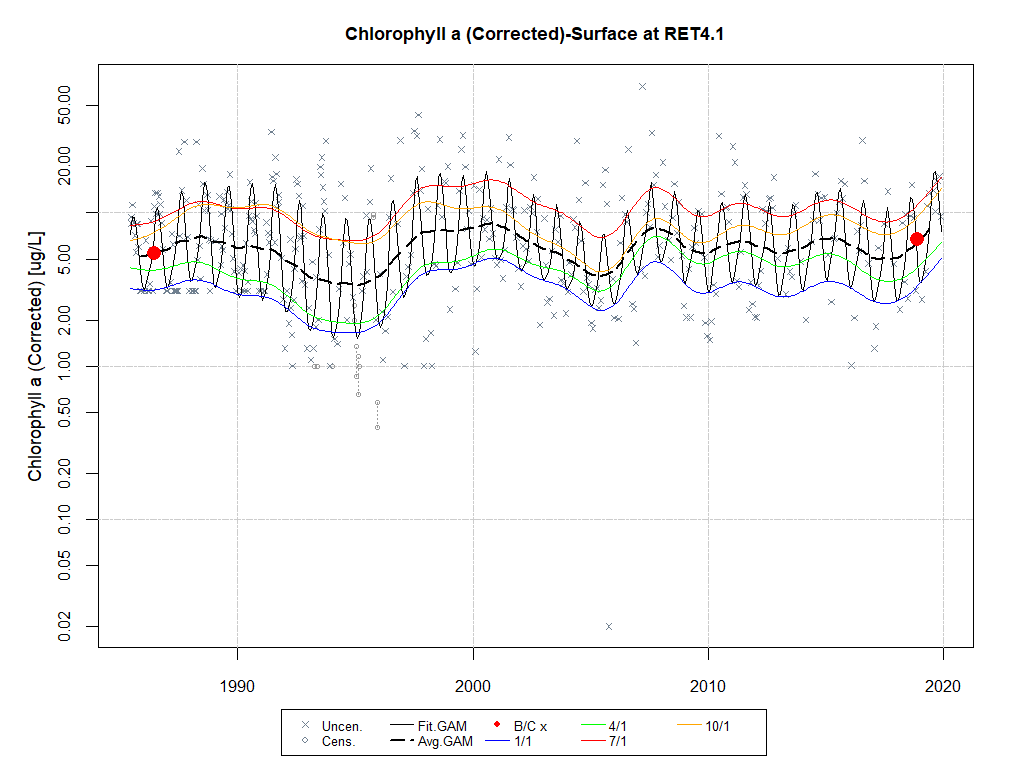 Chlorophyll a (Corrected)-Surface at RET4.1
Chlorophyll a (Corrected) [ug/L]
50.00
20.00
5.00
2.00
1.00
0.50
0.20
0.10
0.05
0.02
1990 2000 2010 2020
Uncen. Fit.GAM B/C x 4/1 10/1
Cens. Avg.GAM 1/1 7/1